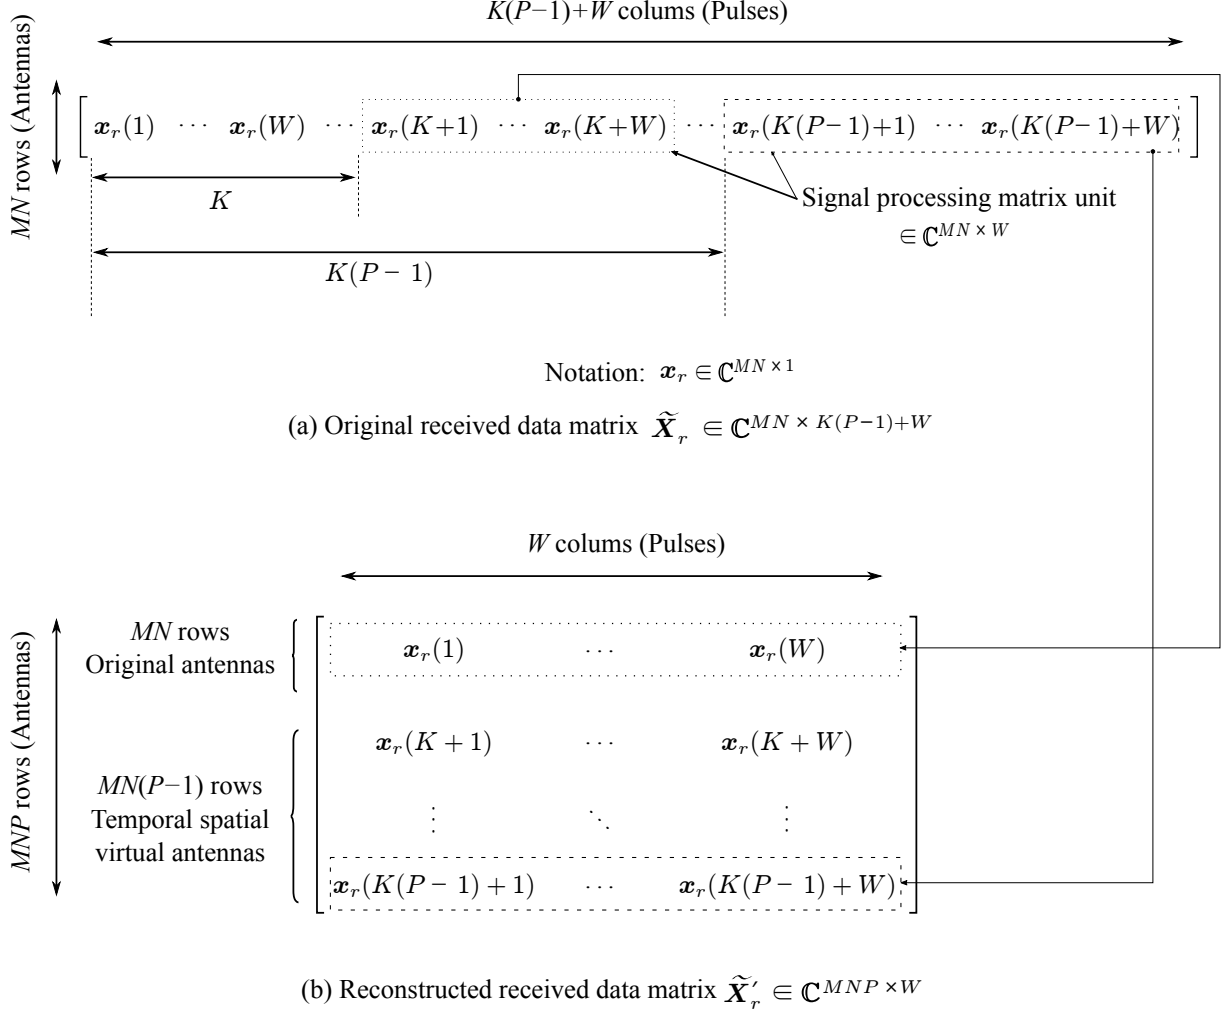 K(P−1)+W colums (Pulses)
MN rows (Antennas)
[ x_r(1) ⋯ x_r(W) ⋯ x_r(K+1) ⋯ x_r(K+W) ⋯ x_r(K(P−1)+1) ⋯ x_r(K(P−1)+W) ]
K
Signal processing matrix unit
∈ ℂ^{MN×W}
K(P − 1)
Notation: x_r ∈ ℂ^{MN×1}
(a) Original received data matrix X̃_r ∈ ℂ^{MN×K(P−1)+W}
W colums (Pulses)
MNP rows (Antennas)
MN rows
Original antennas
x_r(1) ⋯ x_r(W)
x_r(K + 1) ⋯ x_r(K + W)
MN(P−1) rows
Temporal spatial
virtual antennas
⋮ ⋱ ⋮
x_r(K(P − 1) + 1) ⋯ x_r(K(P − 1) + W)
(b) Reconstructed received data matrix X̃′_r ∈ ℂ^{MNP×W}